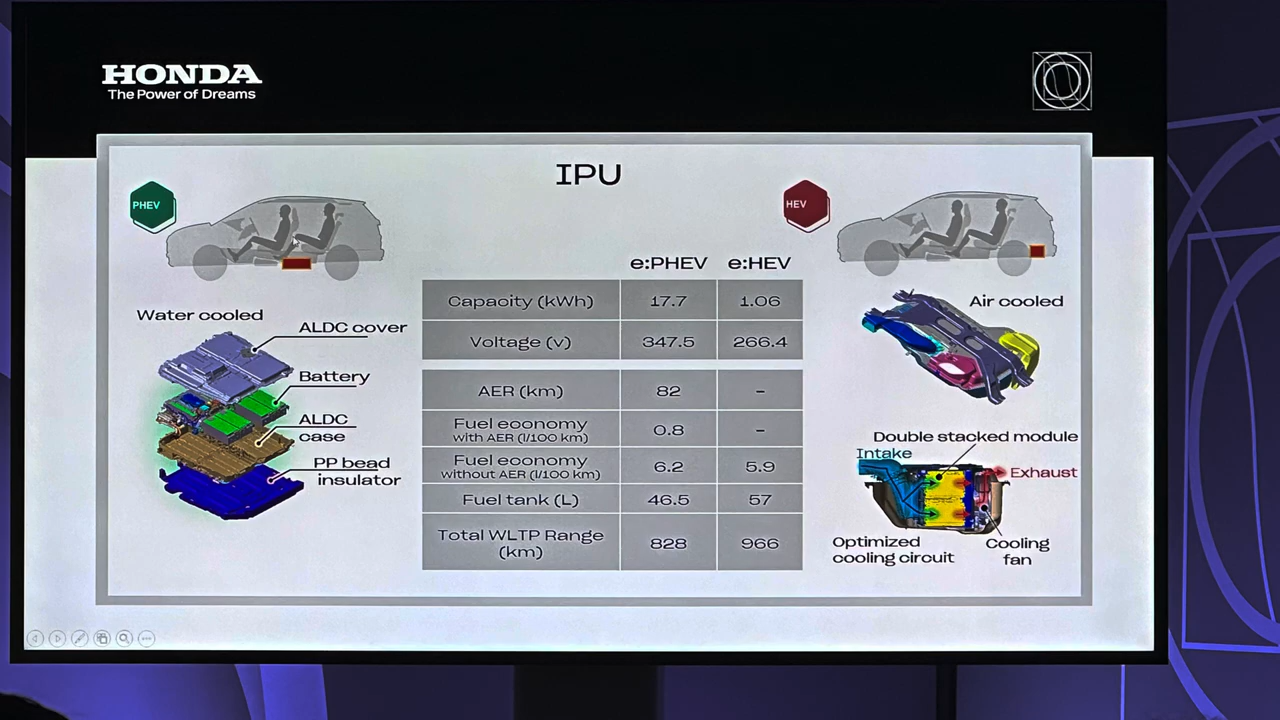 HONDA
The Power of Dreams
IPU
PHEV
HEV
e:PHEV e:HEV
Capacity (kWh) 17.7 1.06
Voltage (v) 347.5 266.4
AER (km) 82 -
Fuel economy
with AER (l/100 km) 0.8 -
Fuel economy
without AER (l/100 km) 6.2 5.9
Fuel tank (L) 46.5 57
Total WLTP Range
(km) 828 966
Water cooled
ALDC cover
Battery
ALDC
case
PP bead
insulator
Air cooled
Double stacked module
Intake
Exhaust
Optimized
cooling circuit
Cooling
fan